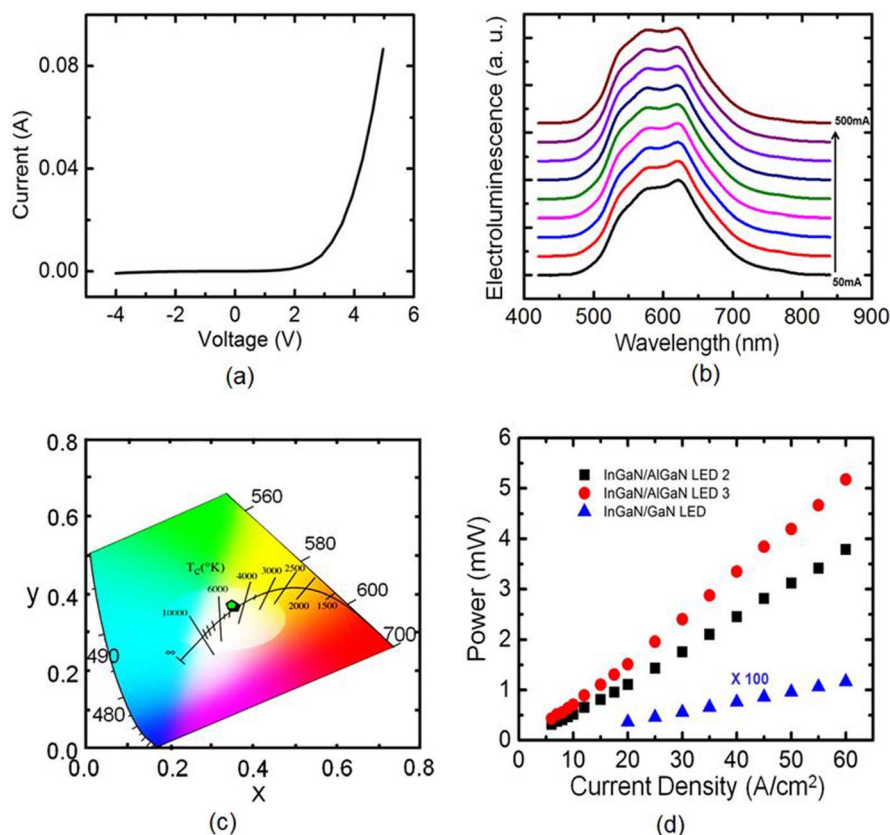 0.08
0.04
0.00
Current (A)
-4 -2 0 2 4 6
Voltage (V)
(a)
Electroluminescence (a. u.)
500mA
50mA
400 500 600 700 800 900
Wavelength (nm)
(b)
0.8
0.6
0.4
0.2
0.0
y
560
580
600
700
490
480
T_c(°K)
10000
6000
4000
3000
2500
2000
1500
∞
0.0 0.2 0.4 0.6 0.8
X
(c)
6
5
4
3
2
1
0
Power (mW)
InGaN/AlGaN LED 2
InGaN/AlGaN LED 3
InGaN/GaN LED
X 100
0 10 20 30 40 50 60
Current Density (A/cm²)
(d)